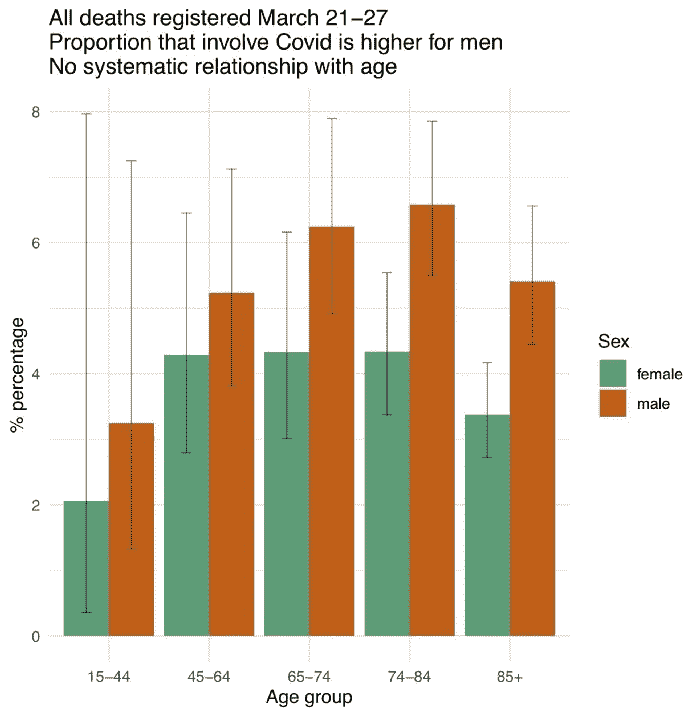 All deaths registered March 21−27
Proportion that involve Covid is higher for men
No systematic relationship with age
8
6
4
2
0
% percentage
15−44
45−64
65−74
74−84
85+
Age group
Sex
female
male